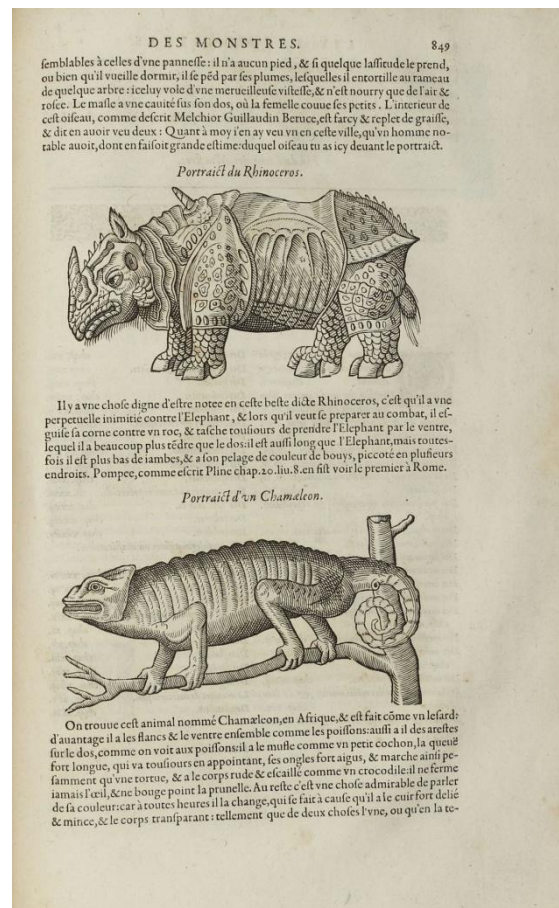 DES MONSTRES. 849
ſemblables à celles d'vne panneſſe : il n'a aucun pied, & ſi quelque laſſitude le prend,
ou bien qu'il vueille dormir, il ſe pẽd par ſes plumes, leſquelles il entortille au rameau
de quelque arbre : iceluy vole d'vne merueilleuſe viſteſſe, & n'eſt nourry que de l'air &
roſee. Le maſle a vne cauité ſus ſon dos, où la femelle couue ſes petits. L'interieur de
ceſt oiſeau, comme deſcrit Melchior Guillaudin Beruce, eſt farcy & replet de graiſſe,
& dit en auoir veu deux : Quant à moy i'en ay veu vn en ceſte ville, qu'vn homme no-
table auoit, dont en faiſoit grande eſtime : duquel oiſeau tu as icy deuant le portraict.
Portraict du Rhinoceros.
Il y a vne choſe digne d'eſtre notee en ceſte beſte dicte Rhinoceros, c'eſt qu'il a vne
perpetuelle inimitié contre l'Elephant, & lors qu'il veut ſe preparer au combat, il eſ-
guiſe ſa corne contre vn roc, & taſche touſiours de prendre l'Elephant par le ventre,
lequel il a beaucoup plus tẽdre que le dos : il eſt auſſi long que l'Elephant, mais toutes-
fois il eſt plus bas de iambes, & a ſon pelage de couleur de bouys, picoté en pluſieurs
endroits. Pompee, comme eſcrit Pline chap. 20. liu. 8. en fiſt voir le premier à Rome.
Portraict d'vn Chamæleon.
On trouue ceſt animal nommé Chamæleon, en Afrique, & eſt fait cõme vn leſard :
d'auantage il a les flancs & le ventre enſemble comme les poiſſons : auſſi a il des areſtes
ſur le dos, comme on voit aux poiſſons : il a le mufle comme vn petit cochon, la queuë
fort longue, qui va touſiours en appointant, ſes ongles fort aigus, & marche ainſi pe-
ſamment qu'vne tortue, & a le corps rude & eſcaillé comme vn crocodile : il ne ferme
iamais l'œil, & ne bouge point la prunelle. Au reſte c'eſt vne choſe admirable de parler
de ſa couleur : car à toutes heures il la change, qui ſe fait à cauſe qu'il a le cuir fort delié
& mince, & le corps tranſparant : tellement que de deux choſes l'vne, ou qu'en la te-